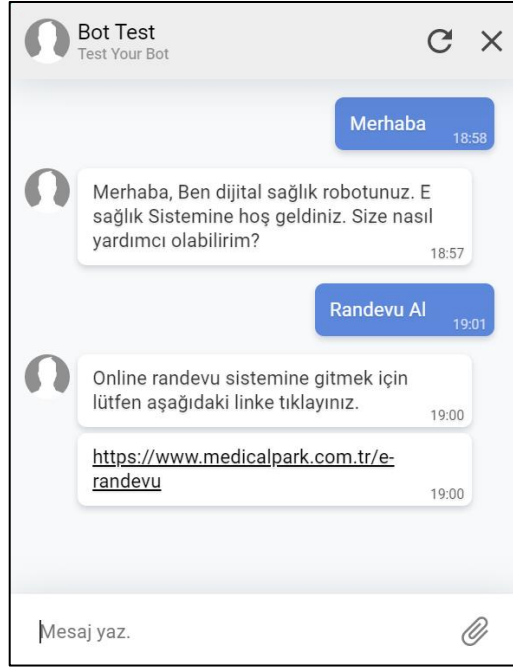 Bot Test
Test Your Bot
Merhaba
18:58
Merhaba, Ben dijital sağlık robotunuz. E
sağlık Sistemine hoş geldiniz. Size nasıl
yardımcı olabilirim?
18:57
Randevu Al
19:01
Online randevu sistemine gitmek için
lütfen aşağıdaki linke tıklayınız.
19:00
https://www.medicalpark.com.tr/e-
randevu
19:00
Mesaj yaz.